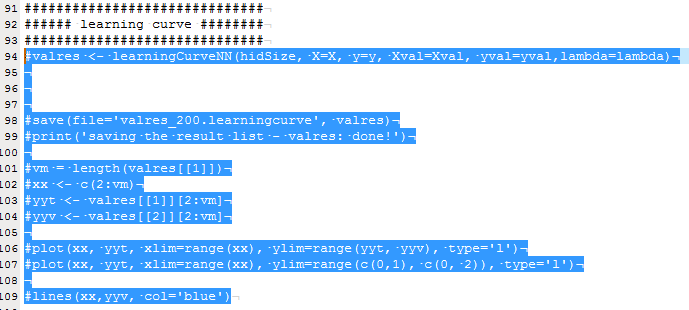 91 ##############################
92 ###### learning curve ########
93 ##############################
94 #valres <- learningCurveNN(hidSize, X=X, y=y, Xval=Xval, yval=yval,lambda=lambda)
95
96
97
98 #save(file='valres_200.learningcurve', valres)
99 #print('saving the result list - valres: done!')
100
101 #vm = length(valres[[1]])
102 #xx <- c(2:vm)
103 #yyt <- valres[[1]][2:vm]
104 #yyv <- valres[[2]][2:vm]
105
106 #plot(xx, yyt, xlim=range(xx), ylim=range(yyt, yyv), type='l')
107 #plot(xx, yyt, xlim=range(xx), ylim=range(c(0,1), c(0,-2)), type='l')
108
109 #lines(xx,yyv, col='blue')